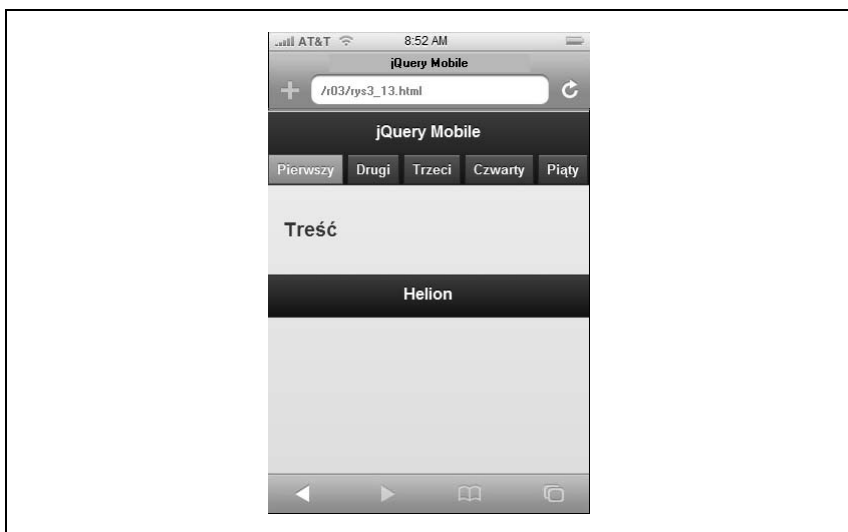 AT&T 8:52 AM
jQuery Mobile
/r03/rys3_13.html
jQuery Mobile
Pierwszy Drugi Trzeci Czwarty Piąty
Treść
Helion